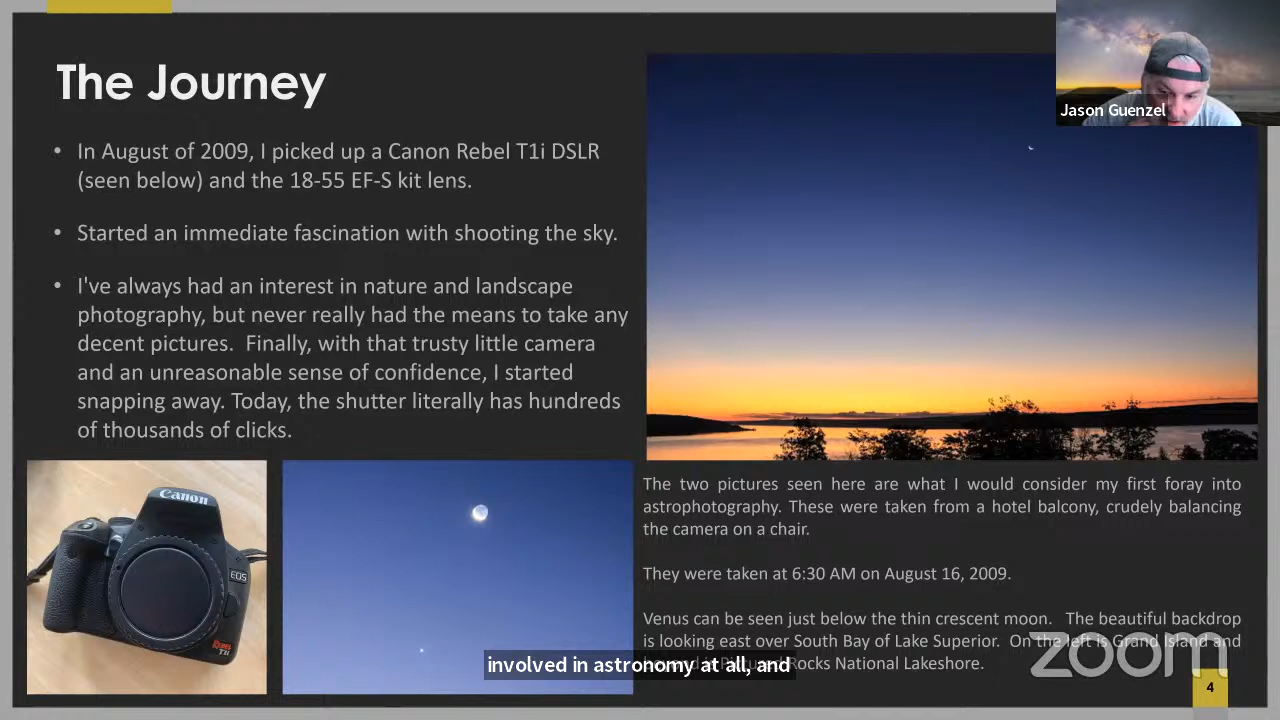 The Journey
• In August of 2009, I picked up a Canon Rebel T1i DSLR
(seen below) and the 18-55 EF-S kit lens.
• Started an immediate fascination with shooting the sky.
• I've always had an interest in nature and landscape
photography, but never really had the means to take any
decent pictures.  Finally, with that trusty little camera
and an unreasonable sense of confidence, I started
snapping away. Today, the shutter literally has hundreds
of thousands of clicks.
Jason Guenzel
Canon
EOS
REBEL
T1i
The two pictures seen here are what I would consider my first foray into
astrophotography. These were taken from a hotel balcony, crudely balancing
the camera on a chair.
They were taken at 6:30 AM on August 16, 2009.
Venus can be seen just below the thin crescent moon.   The beautiful backdrop
is looking east over South Bay of Lake Superior.  On the left is Grand Island and
Rocks National Lakeshore.
involved in astronomy at all, and
zoom
4